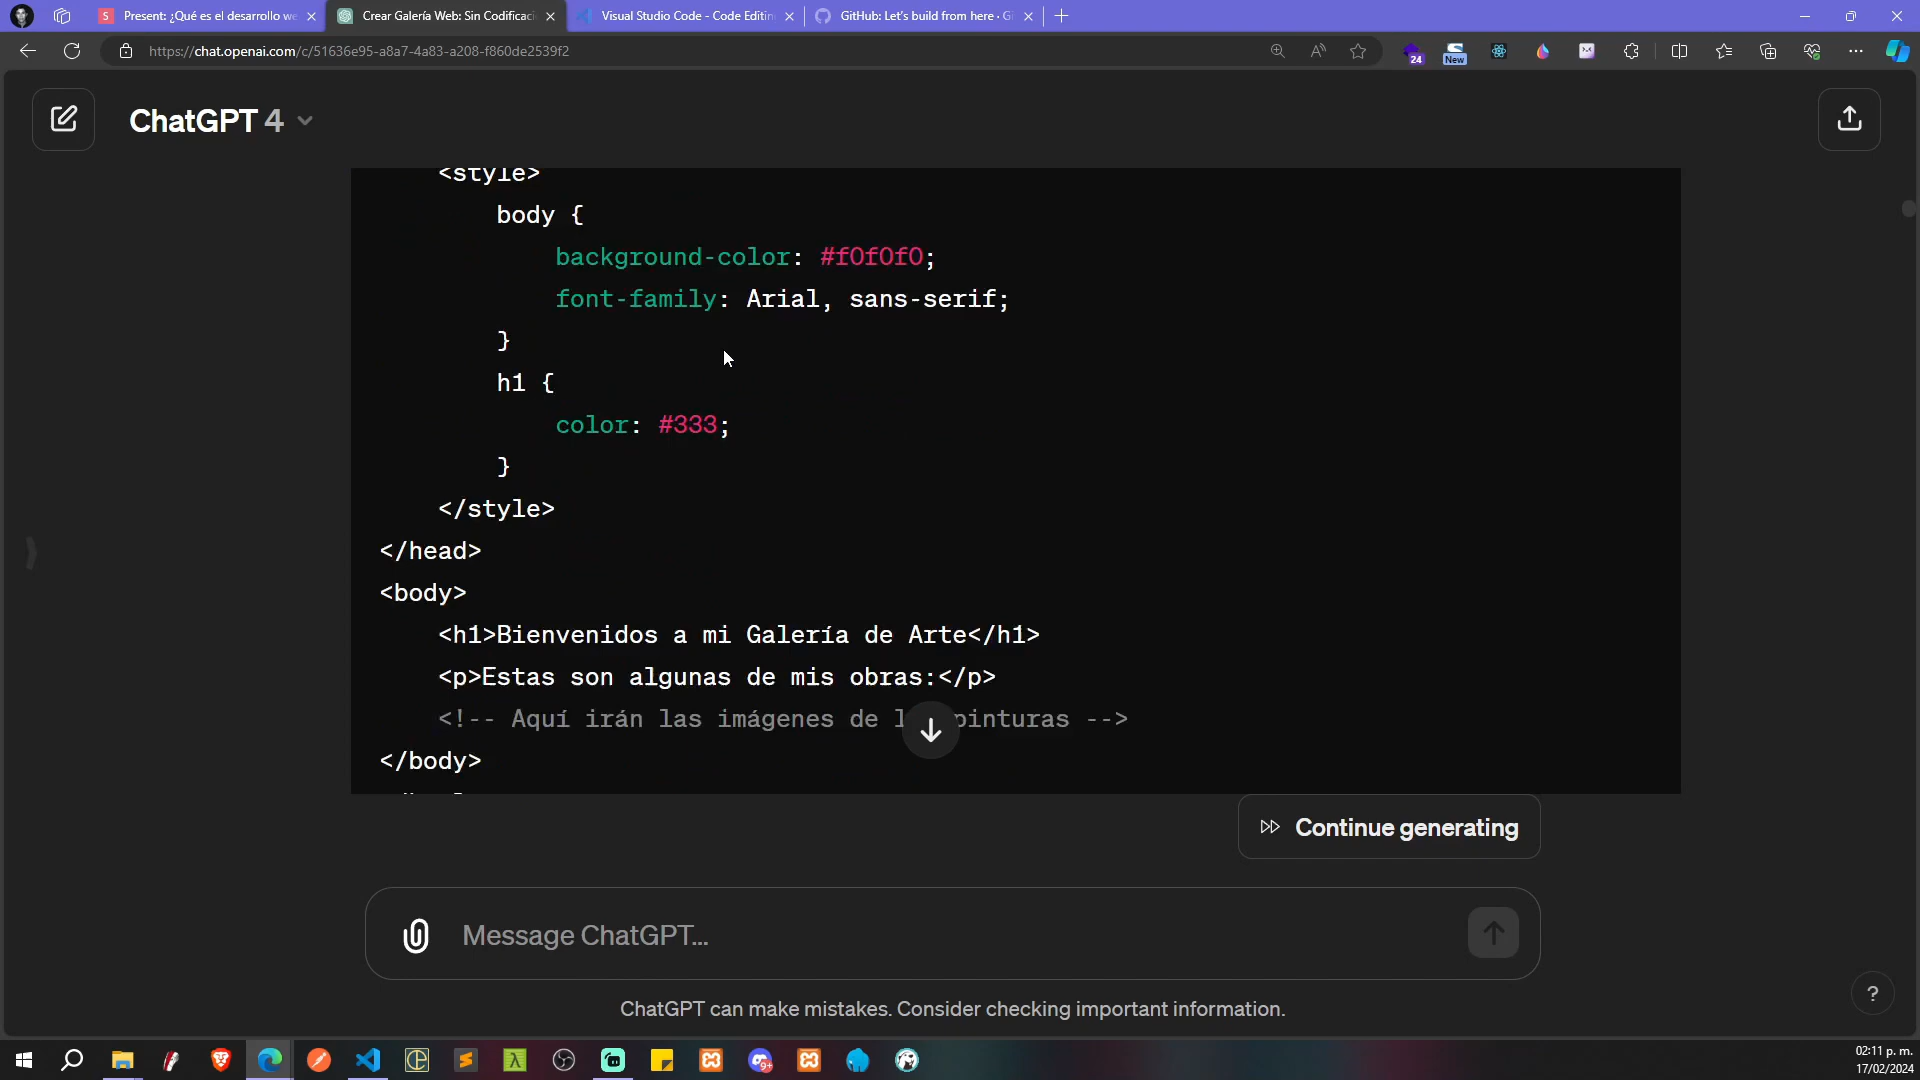 Present: ¿Qué es el desarrollo we
Crear Galería Web: Sin Codificaci
Visual Studio Code - Code Editin
GitHub: Let's build from here · Gi
https://chat.openai.com/c/51636e95-a8a7-4a83-a208-f860de2539f2
24
New
ChatGPT 4
<style>
body {
background-color: #f0f0f0;
font-family: Arial, sans-serif;
}
h1 {
color: #333;
}
</style>
</head>
<body>
<h1>Bienvenidos a mi Galería de Arte</h1>
<p>Estas son algunas de mis obras:</p>
<!-- Aquí irán las imágenes de pinturas -->
</body>
Continue generating
Message ChatGPT...
ChatGPT can make mistakes. Consider checking important information.
?
9+
02:11 p. m.
17/02/2024